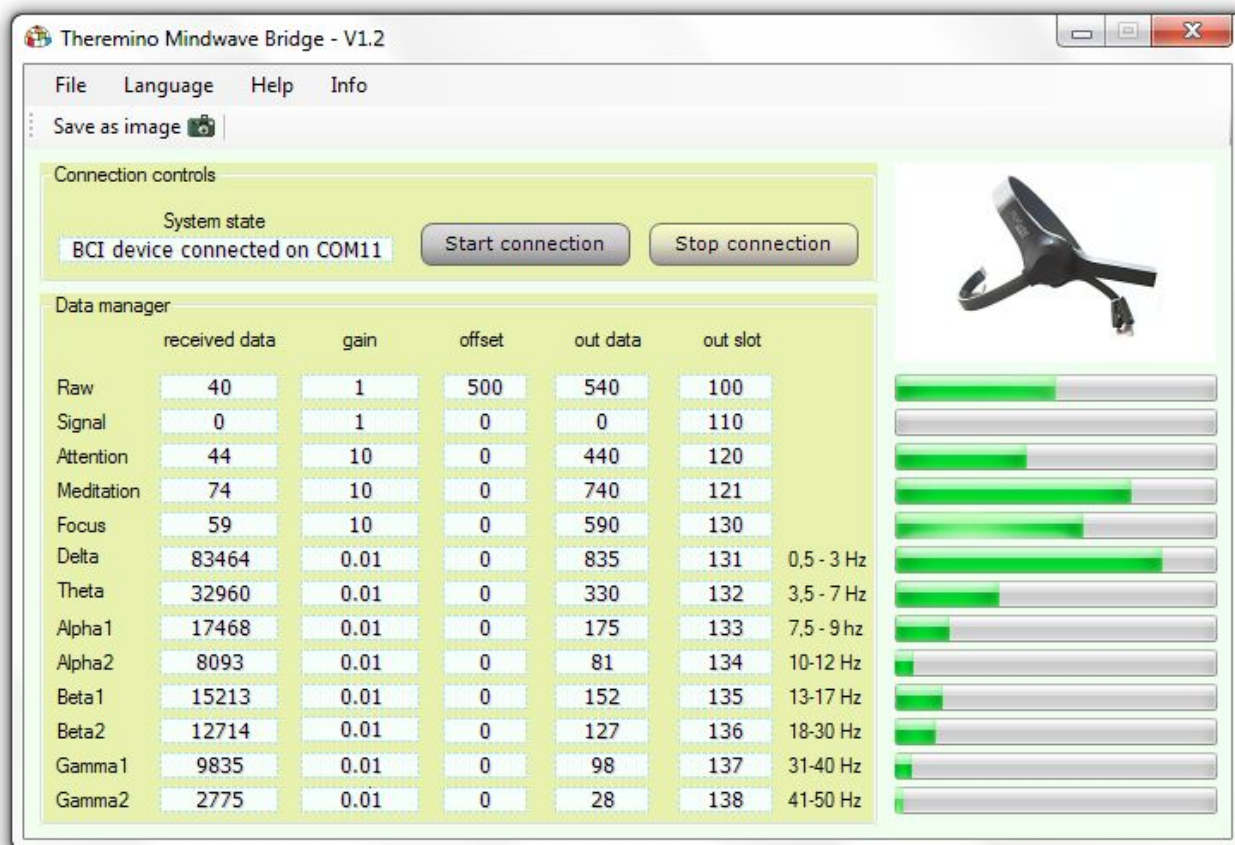 Theremino Mindwave Bridge - V1.2
File Language Help Info
Save as image
Connection controls
System state
BCI device connected on COM11 Start connection Stop connection
Data manager
received data gain offset out data out slot
Raw 40 1 500 540 100
Signal 0 1 0 0 110
Attention 44 10 0 440 120
Meditation 74 10 0 740 121
Focus 59 10 0 590 130
Delta 83464 0.01 0 835 131 0,5 - 3 Hz
Theta 32960 0.01 0 330 132 3,5 - 7 Hz
Alpha1 17468 0.01 0 175 133 7,5 - 9 hz
Alpha2 8093 0.01 0 81 134 10-12 Hz
Beta1 15213 0.01 0 152 135 13-17 Hz
Beta2 12714 0.01 0 127 136 18-30 Hz
Gamma1 9835 0.01 0 98 137 31-40 Hz
Gamma2 2775 0.01 0 28 138 41-50 Hz